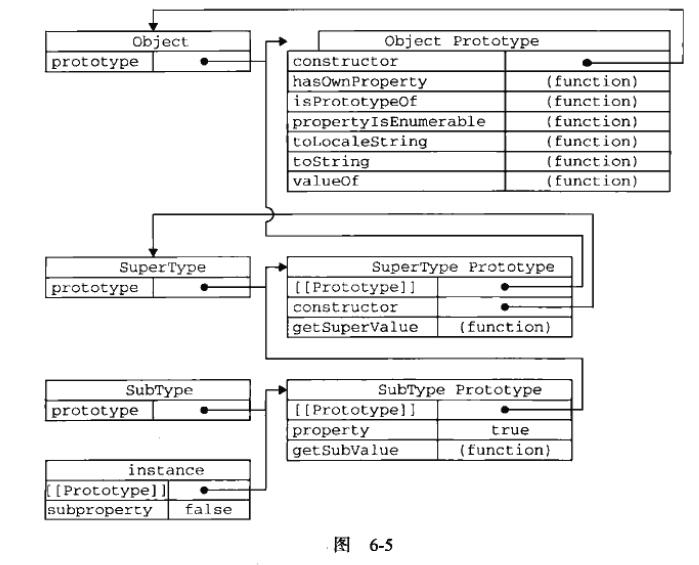 Object
prototype
Object Prototype
constructor
hasOwnProperty (function)
isPrototypeOf (function)
propertyIsEnumerable (function)
toLocaleString (function)
toString (function)
valueOf (function)
SuperType
prototype
SuperType Prototype
[[Prototype]]
constructor
getSuperValue (function)
SubType
prototype
SubType Prototype
[[Prototype]]
property true
getSubValue (function)
instance
[[Prototype]]
subproperty false
图 6-5